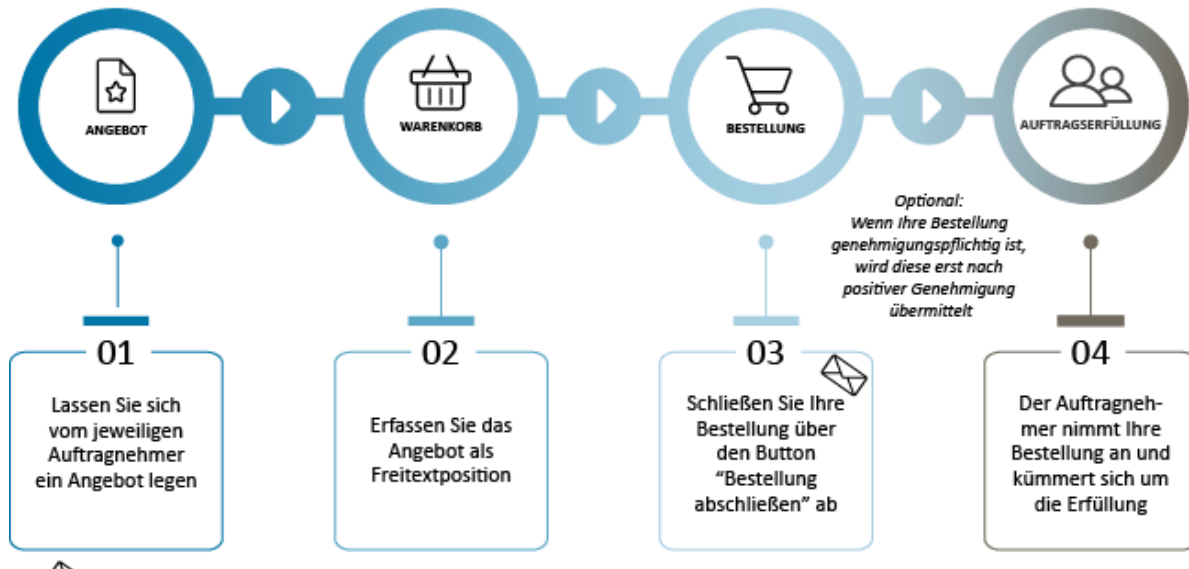 ANGEBOT
WARENKORB
BESTELLUNG
AUFTRAGSERFÜLLUNG
Optional:
Wenn Ihre Bestellung
genehmigungspflichtig ist,
wird diese erst nach
positiver Genehmigung
übermittelt
01
Lassen Sie sich
vom jeweiligen
Auftragnehmer
ein Angebot legen
02
Erfassen Sie das
Angebot als
Freitextposition
03
Schließen Sie Ihre
Bestellung über
den Button
“Bestellung
abschließen” ab
04
Der Auftragneh-
mer nimmt Ihre
Bestellung an und
kümmert sich um
die Erfüllung